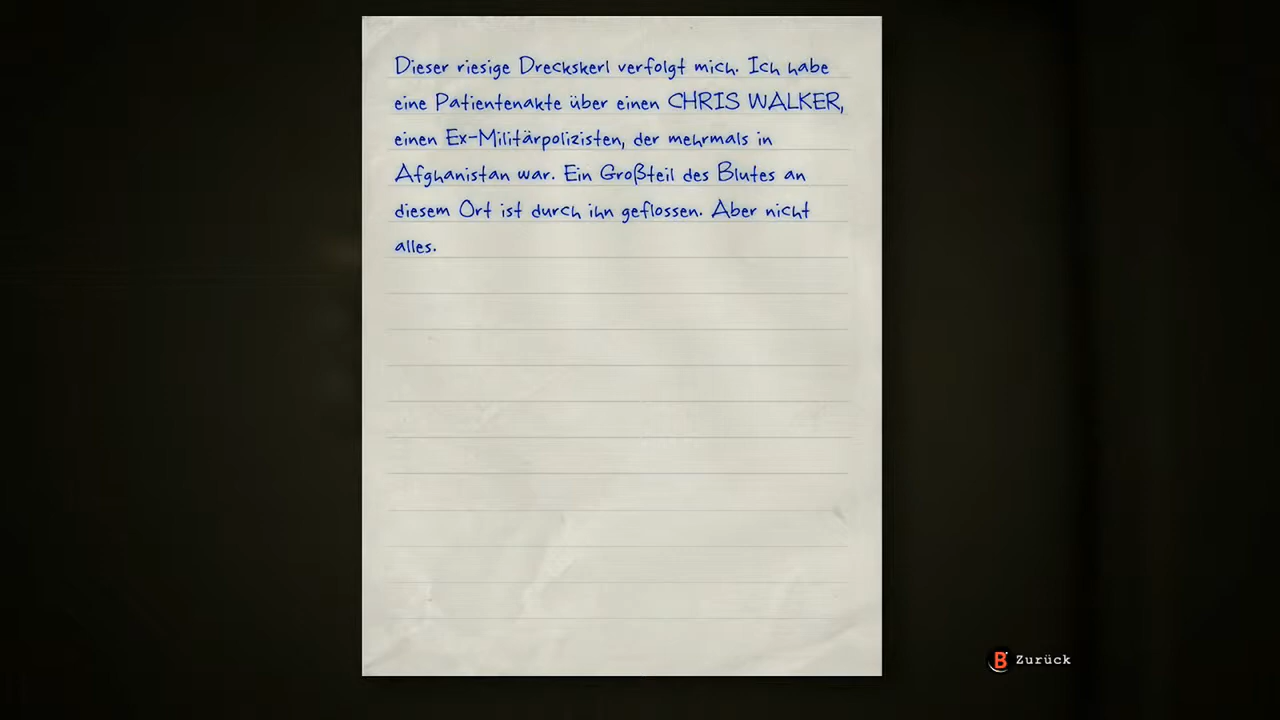 Dieser riesige Dreckskerl verfolgt mich. Ich habe
eine Patientenakte über einen CHRIS WALKER,
einen Ex-Militärpolizisten, der mehrmals in
Afghanistan war. Ein Großteil des Blutes an
diesem Ort ist durch ihn geflossen. Aber nicht
alles.
B Zurück